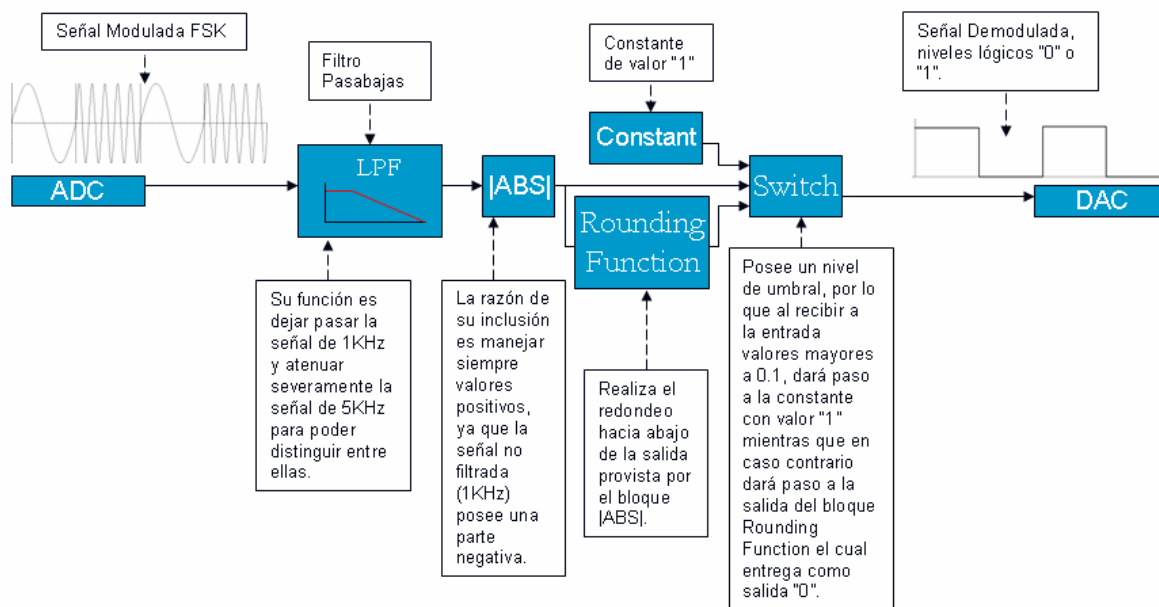 Señal Modulada FSK
Filtro
Pasabajas
Constante
de valor "1"
Señal Demodulada,
niveles lógicos "0" o
"1".
ADC
LPF
|ABS|
Constant
Rounding
Function
Switch
DAC
Su función es
dejar pasar la
señal de 1KHz
y atenuar
severamente la
señal de 5KHz
para poder
distinguir entre
ellas.
La razón de
su inclusión
es manejar
siempre
valores
positivos,
ya que la
señal no
filtrada
(1KHz)
posee una
parte
negativa.
Realiza el
redondeo
hacia abajo
de la salida
provista por
el bloque
|ABS|.
Posee un nivel
de umbral, por lo
que al recibir a
la entrada
valores mayores
a 0.1, dará paso
a la constante
con valor "1"
mientras que en
caso contrario
dará paso a la
salida del bloque
Rounding
Function el cual
entrega como
salida "0".